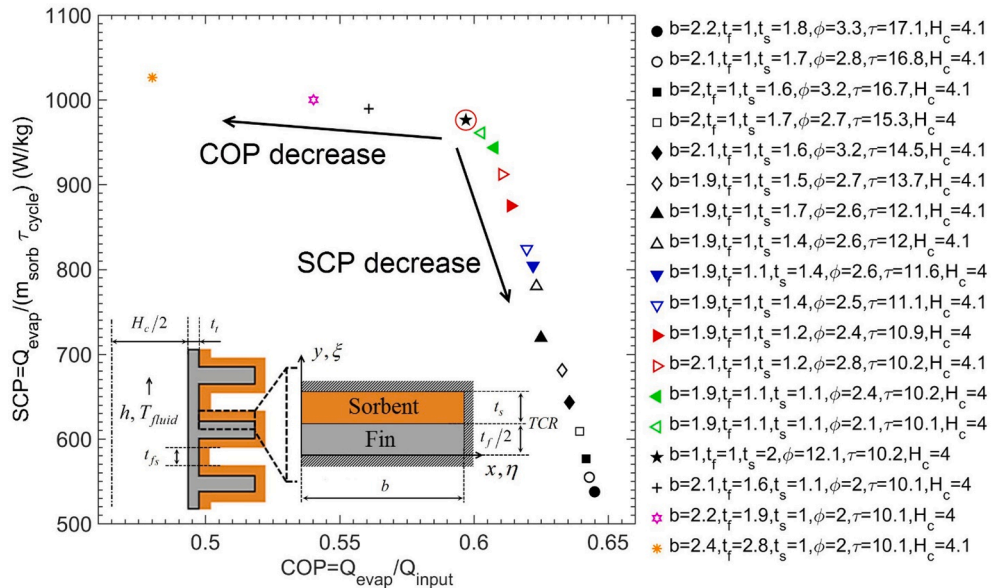 SCP=Q_evap/(m_sorb τ_cycle) (W/kg)
1100
1000
900
800
700
600
500
COP decrease
SCP decrease
H_c/2
t_t
h, T_fluid
t_fs
y, ξ
Sorbent
Fin
t_s
TCR
t_f/2
x, η
b
0.5
0.55
0.6
0.65
COP=Q_evap/Q_input
b=2.2,t_f=1,t_s=1.8,ϕ=3.3,τ=17.1,H_c=4.1
b=2.1,t_f=1,t_s=1.7,ϕ=2.8,τ=16.8,H_c=4.1
b=2,t_f=1,t_s=1.6,ϕ=3.2,τ=16.7,H_c=4.1
b=2,t_f=1,t_s=1.7,ϕ=2.7,τ=15.3,H_c=4
b=2.1,t_f=1,t_s=1.6,ϕ=3.2,τ=14.5,H_c=4.1
b=1.9,t_f=1,t_s=1.5,ϕ=2.7,τ=13.7,H_c=4.1
b=1.9,t_f=1,t_s=1.7,ϕ=2.6,τ=12.1,H_c=4.1
b=1.9,t_f=1,t_s=1.4,ϕ=2.6,τ=12,H_c=4.1
b=1.9,t_f=1.1,t_s=1.4,ϕ=2.6,τ=11.6,H_c=4
b=1.9,t_f=1,t_s=1.4,ϕ=2.5,τ=11.1,H_c=4.1
b=1.9,t_f=1,t_s=1.2,ϕ=2.4,τ=10.9,H_c=4
b=2.1,t_f=1,t_s=1.2,ϕ=2.8,τ=10.2,H_c=4.1
b=1.9,t_f=1.1,t_s=1.1,ϕ=2.4,τ=10.2,H_c=4
b=1.9,t_f=1.1,t_s=1.1,ϕ=2.1,τ=10.1,H_c=4
b=1,t_f=1,t_s=2,ϕ=12.1,τ=10.2,H_c=4
b=2.1,t_f=1.6,t_s=1.1,ϕ=2,τ=10.1,H_c=4
b=2.2,t_f=1.9,t_s=1,ϕ=2,τ=10.1,H_c=4
b=2.4,t_f=2.8,t_s=1,ϕ=2,τ=10.1,H_c=4.1